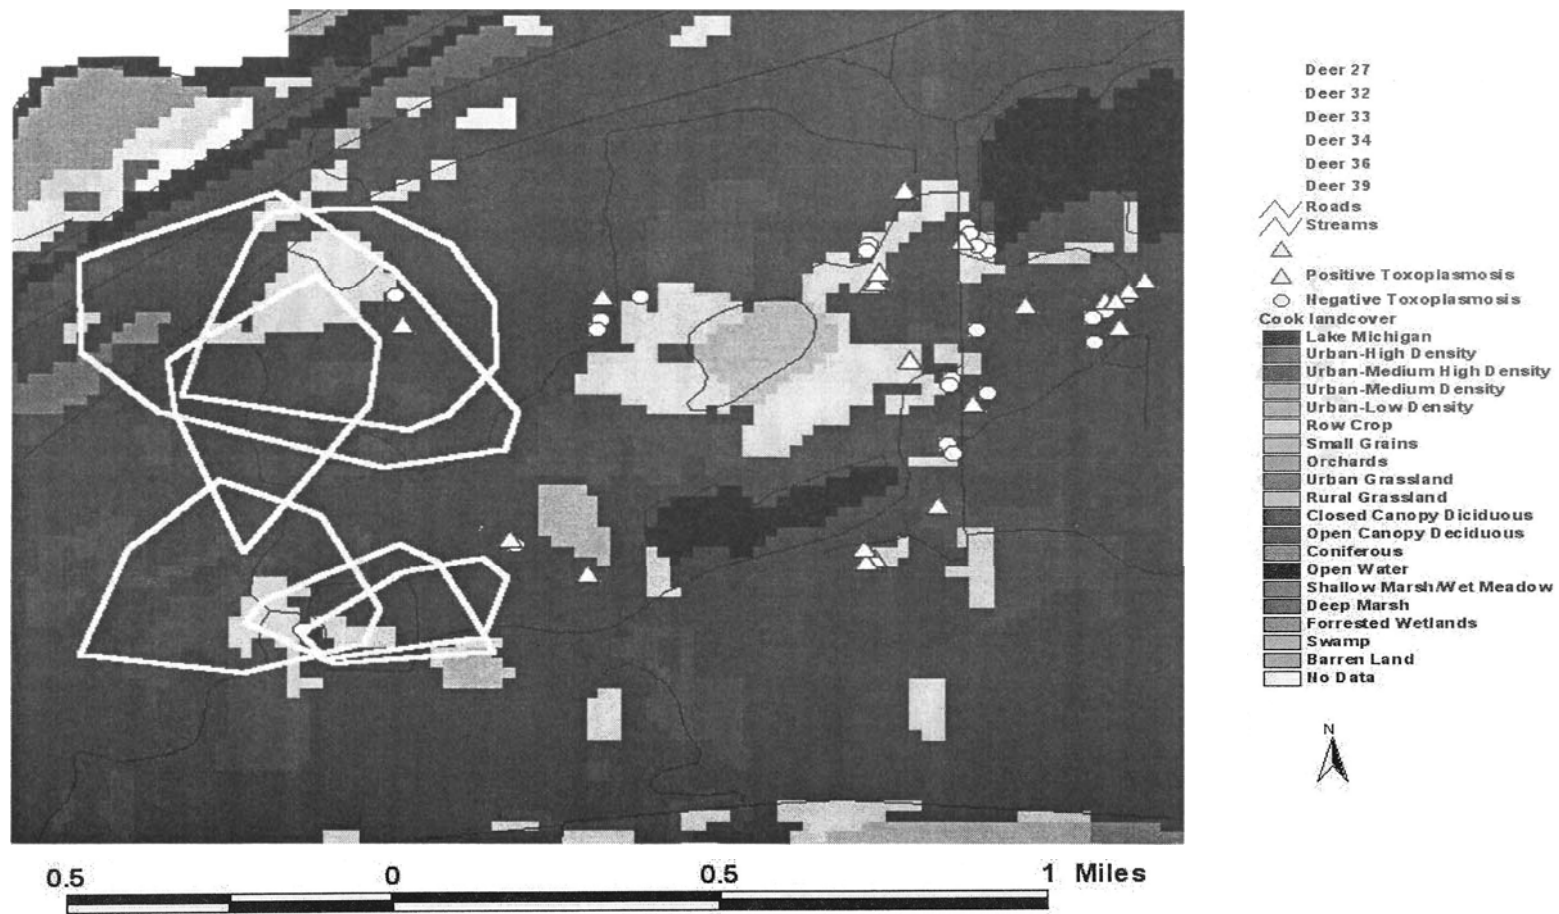 Deer 27
Deer 32
Deer 33
Deer 34
Deer 36
Deer 39
Roads
Streams
Positive Toxoplasmosis
Negative Toxoplasmosis
Cook landcover
Lake Michigan
Urban-High Density
Urban-Medium High Density
Urban-Medium Density
Urban-Low Density
Row Crop
Small Grains
Orchards
Urban Grassland
Rural Grassland
Closed Canopy Diciduous
Open Canopy Deciduous
Coniferous
Open Water
Shallow Marsh/Wet Meadow
Deep Marsh
Forrested Wetlands
Swamp
Barren Land
No Data
N
0.5 0 0.5 1 Miles